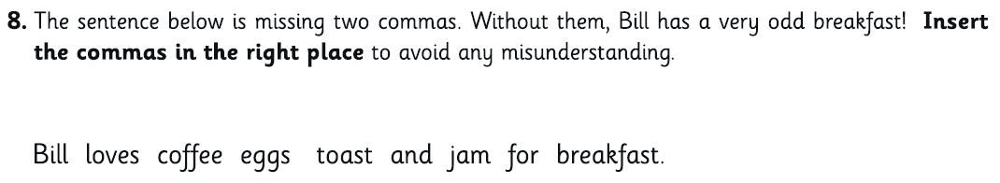 8. The sentence below is missing two commas. Without them, Bill has a very odd breakfast! Insert
the commas in the right place to avoid any misunderstanding.
Bill loves coffee eggs toast and jam for breakfast.